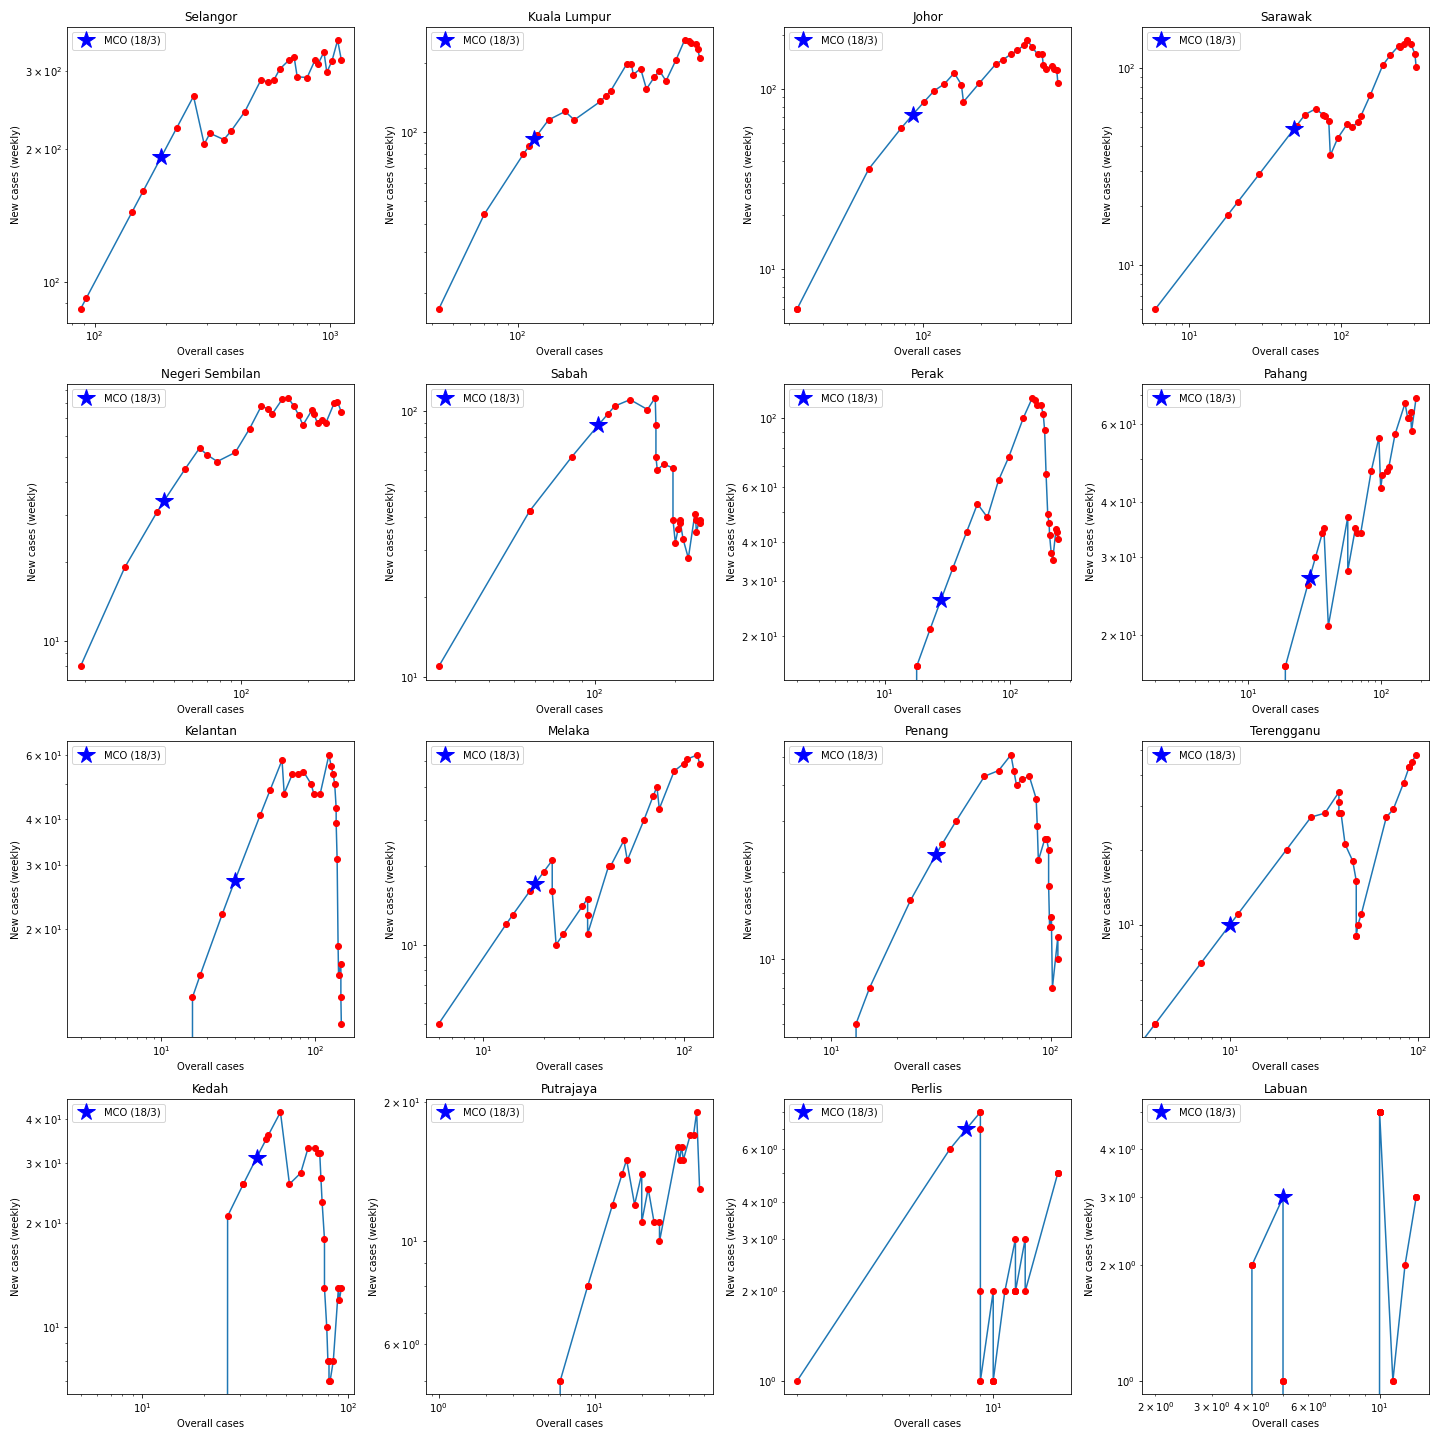 Selangor
MCO (18/3)
3 × 10²
2 × 10²
10²
New cases (weekly)
10² 10³
Overall cases
Kuala Lumpur
MCO (18/3)
10²
New cases (weekly)
10²
Overall cases
Johor
MCO (18/3)
10²
10¹
New cases (weekly)
10²
Overall cases
Sarawak
MCO (18/3)
10²
10¹
New cases (weekly)
10¹ 10²
Overall cases
Negeri Sembilan
MCO (18/3)
10¹
New cases (weekly)
10²
Overall cases
Sabah
MCO (18/3)
10²
10¹
New cases (weekly)
10²
Overall cases
Perak
MCO (18/3)
10²
6 × 10¹
4 × 10¹
3 × 10¹
2 × 10¹
New cases (weekly)
10¹ 10²
Overall cases
Pahang
MCO (18/3)
6 × 10¹
4 × 10¹
3 × 10¹
2 × 10¹
New cases (weekly)
10¹ 10²
Overall cases
Kelantan
MCO (18/3)
6 × 10¹
4 × 10¹
3 × 10¹
2 × 10¹
New cases (weekly)
10¹ 10²
Overall cases
Melaka
MCO (18/3)
10¹
New cases (weekly)
10¹ 10²
Overall cases
Penang
MCO (18/3)
10¹
New cases (weekly)
10¹ 10²
Overall cases
Terengganu
MCO (18/3)
10¹
New cases (weekly)
10¹ 10²
Overall cases
Kedah
MCO (18/3)
4 × 10¹
3 × 10¹
2 × 10¹
10¹
New cases (weekly)
10¹ 10²
Overall cases
Putrajaya
MCO (18/3)
2 × 10¹
10¹
6 × 10⁰
New cases (weekly)
10⁰ 10¹
Overall cases
Perlis
MCO (18/3)
6 × 10⁰
4 × 10⁰
3 × 10⁰
2 × 10⁰
10⁰
New cases (weekly)
10¹
Overall cases
Labuan
MCO (18/3)
4 × 10⁰
3 × 10⁰
2 × 10⁰
10⁰
New cases (weekly)
2 × 10⁰ 3 × 10⁰ 4 × 10⁰ 6 × 10⁰ 10¹
Overall cases